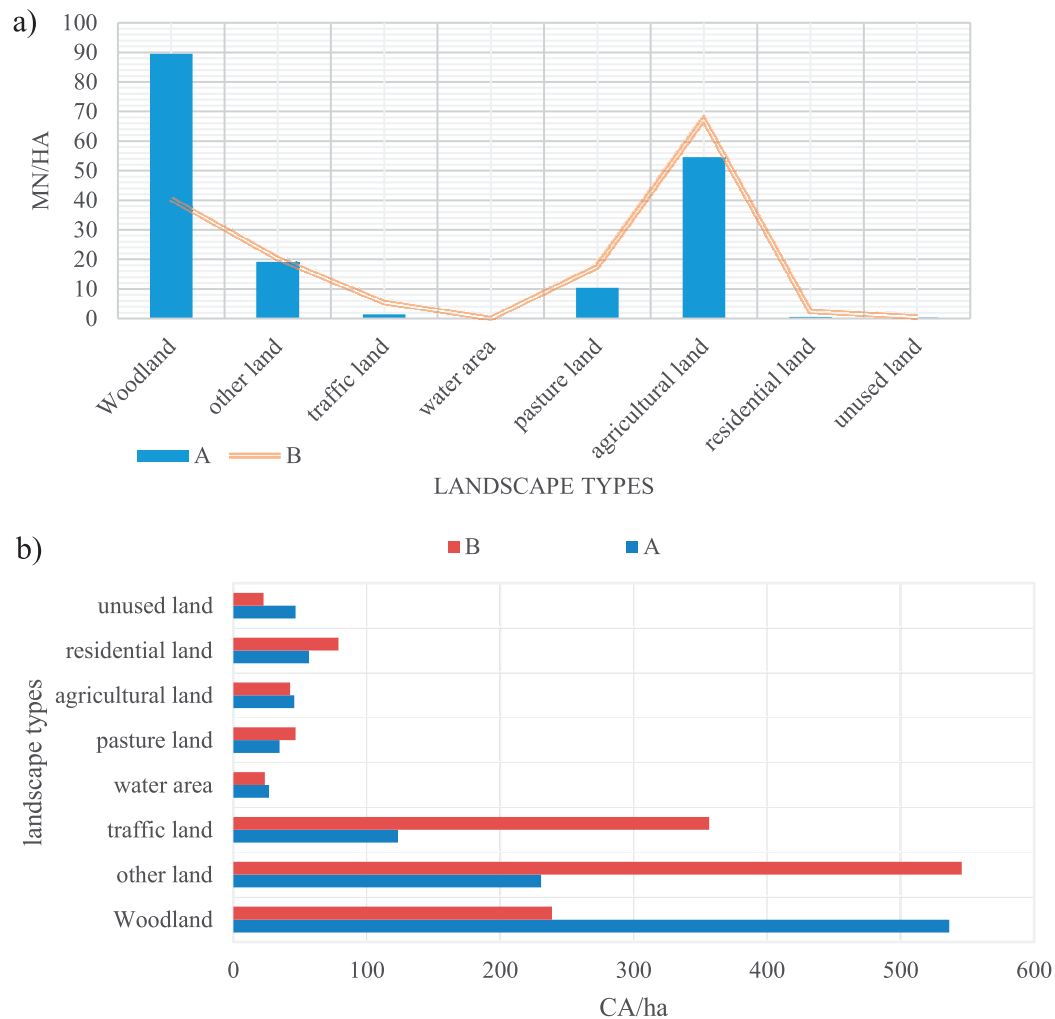 a)
MN/HA
100
90
80
70
60
50
40
30
20
10
0
Woodland
other land
traffic land
water area
pasture land
agricultural land
residential land
unused land
A B
LANDSCAPE TYPES
b)
B A
landscape types
unused land
residential land
agricultural land
pasture land
water area
traffic land
other land
Woodland
0 100 200 300 400 500 600
CA/ha